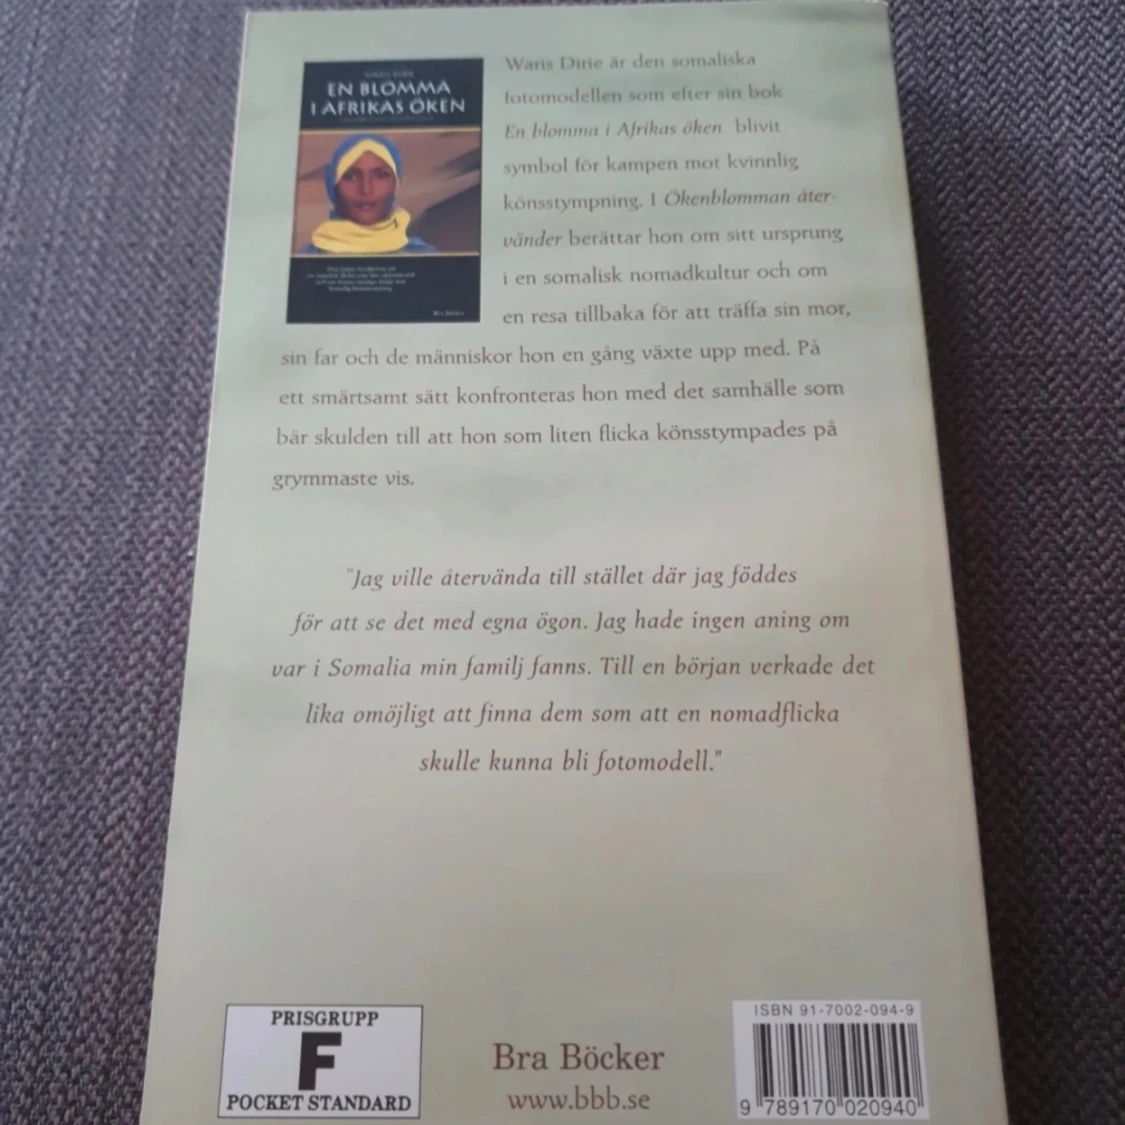 WARIS DIRIE
EN BLOMMA
I AFRIKAS ÖKEN
Bra Böcker
Waris Dirie är den somaliska
fotomodellen som efter sin bok
En blomma i Afrikas öken blivit
symbol för kampen mot kvinnlig
könsstympning. I Ökenblomman åter-
vänder berättar hon om sitt ursprung
i en somalisk nomadkultur och om
en resa tillbaka för att träffa sin mor,
sin far och de människor hon en gång växte upp med. På
ett smärtsamt sätt konfronteras hon med det samhälle som
bär skulden till att hon som liten flicka könsstympades på
grymmaste vis.
"Jag ville återvända till stället där jag föddes
för att se det med egna ögon. Jag hade ingen aning om
var i Somalia min familj fanns. Till en början verkade det
lika omöjligt att finna dem som att en nomadflicka
skulle kunna bli fotomodell."
PRISGRUPP
F
POCKET STANDARD
Bra Böcker
www.bbb.se
ISBN 91-7002-094-9
9 789170 020940